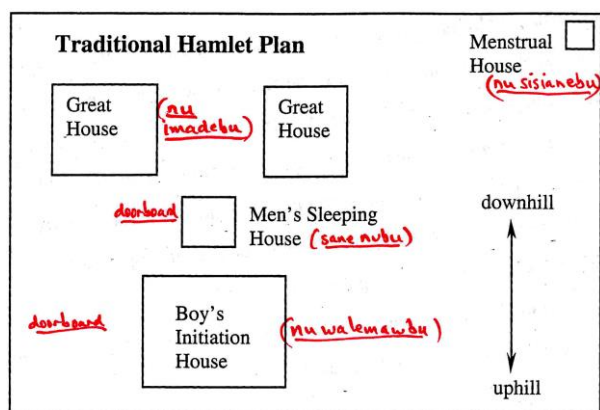 Traditional Hamlet Plan
Menstrual
House
(nu sisianebu)
Great
House
(nu
imadebu)
Great
House
doorboard
Men's Sleeping
House (sane nubu)
downhill
doorboard
Boy's
Initiation
House
(nu walemawbu)
uphill